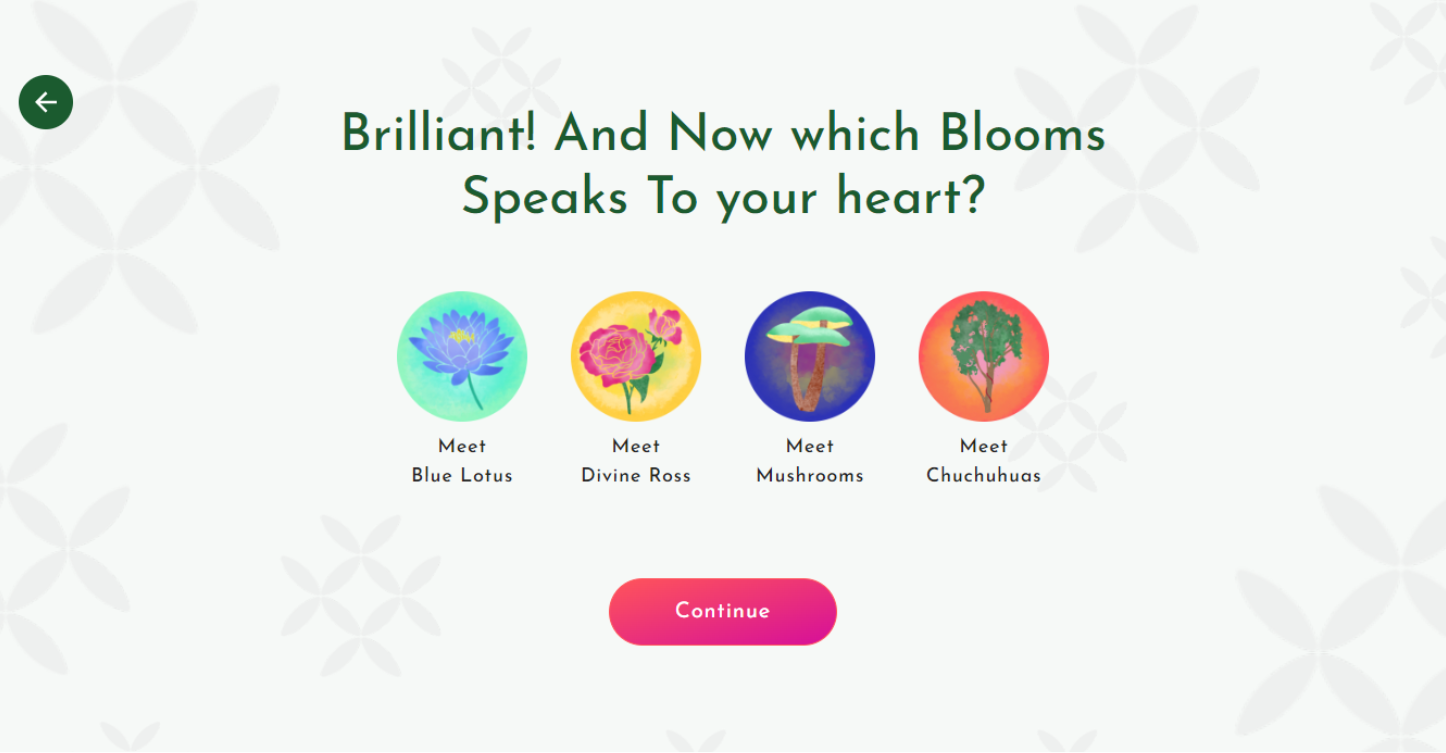 Brilliant! And Now which Blooms
Speaks To your heart?
Meet
Blue Lotus
Meet
Divine Ross
Meet
Mushrooms
Meet
Chuchuhuas
Continue